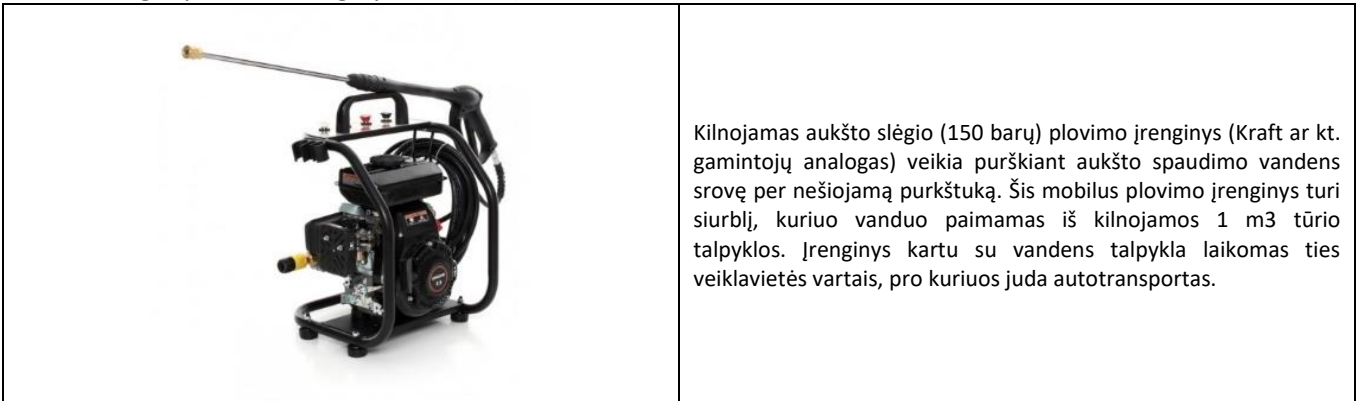 Kilnojamas aukšto slėgio (150 barų) plovimo įrenginys (Kraft ar kt.
gamintojų analogas) veikia purškiant aukšto spaudimo vandens
srovę per nešiojamą purkštuką. Šis mobilus plovimo įrenginys turi
siurblį, kuriuo vanduo paimamas iš kilnojamos 1 m3 tūrio
talpyklos. Įrenginys kartu su vandens talpykla laikomas ties
veiklavietės vartais, pro kuriuos juda autotransportas.